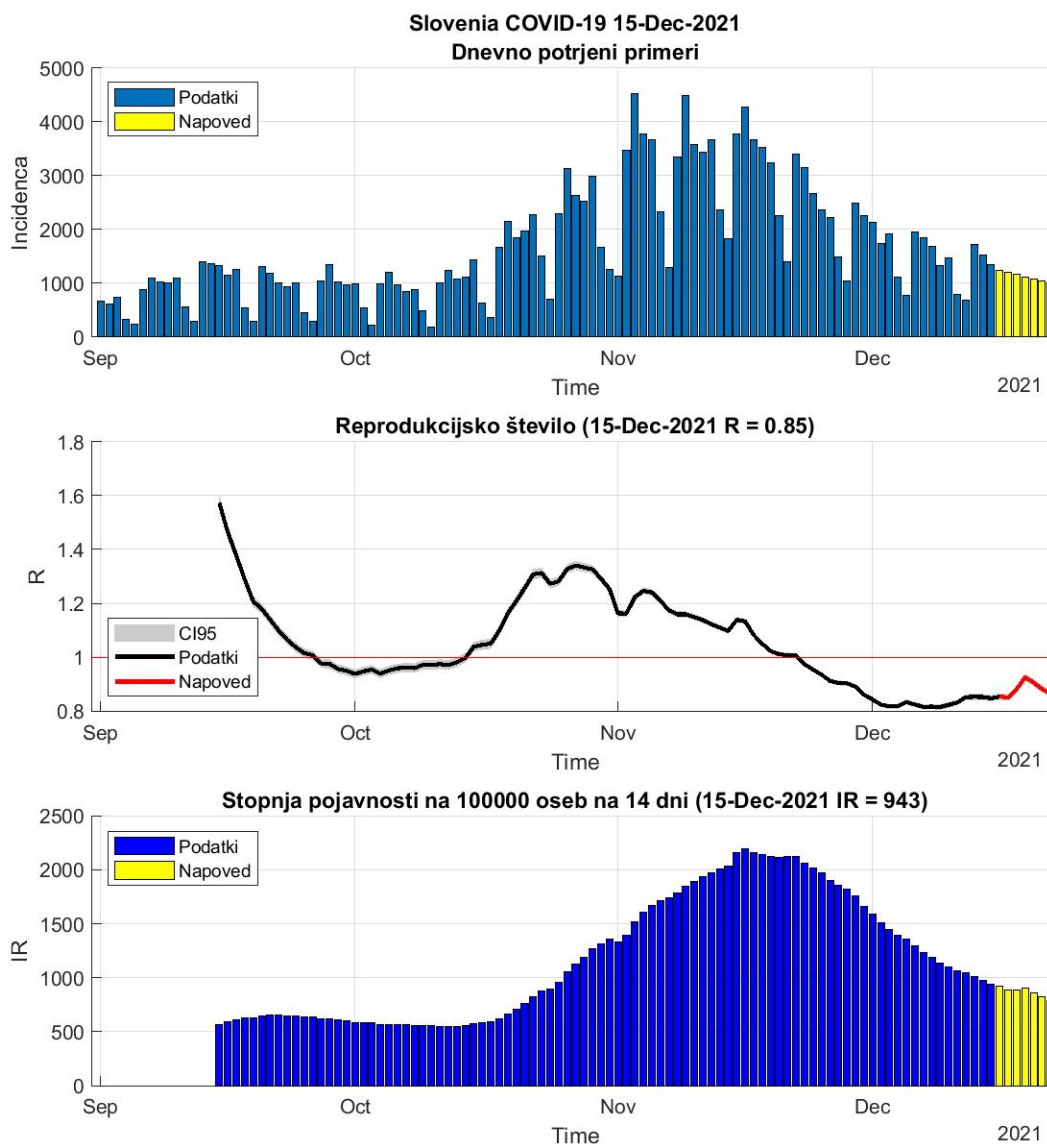 Slovenia COVID-19 15-Dec-2021
Dnevno potrjeni primeri
5000
4000
3000
2000
1000
0
Incidenca
Podatki
Napoved
Sep
Oct
Nov
Dec
Time
2021
Reprodukcijsko število (15-Dec-2021 R = 0.85)
1.8
1.6
1.4
1.2
1
0.8
R
CI95
Podatki
Napoved
Sep
Oct
Nov
Dec
Time
2021
Stopnja pojavnosti na 100000 oseb na 14 dni (15-Dec-2021 IR = 943)
2500
2000
1500
1000
500
0
IR
Podatki
Napoved
Sep
Oct
Nov
Dec
Time
2021